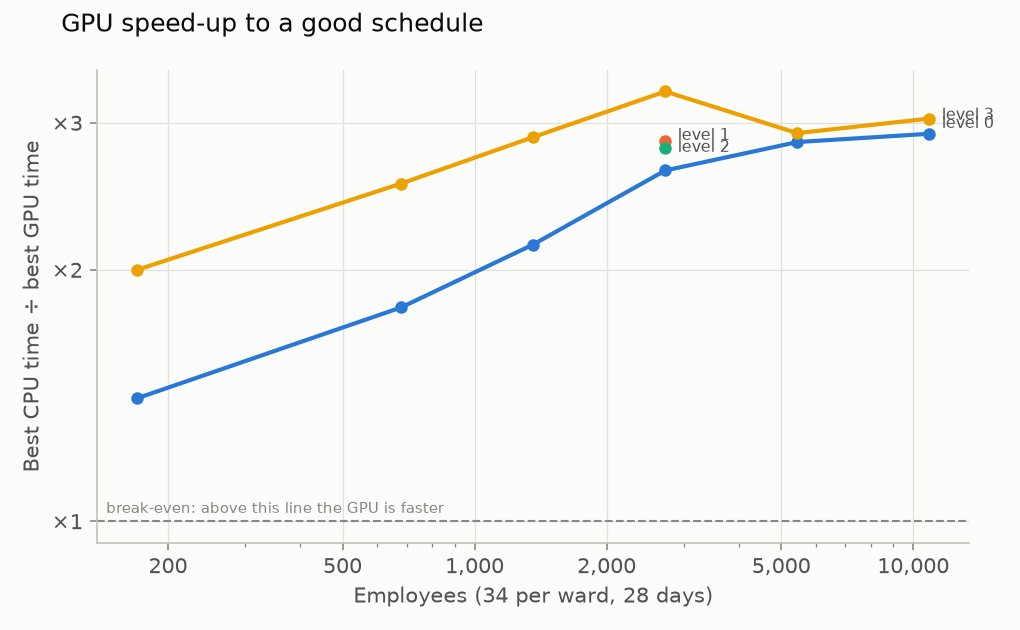 GPU speed-up to a good schedule
Best CPU time ÷ best GPU time
×3
×2
×1
level 3
level 0
level 1
level 2
break-even: above this line the GPU is faster
200
500
1,000
2,000
5,000
10,000
Employees (34 per ward, 28 days)